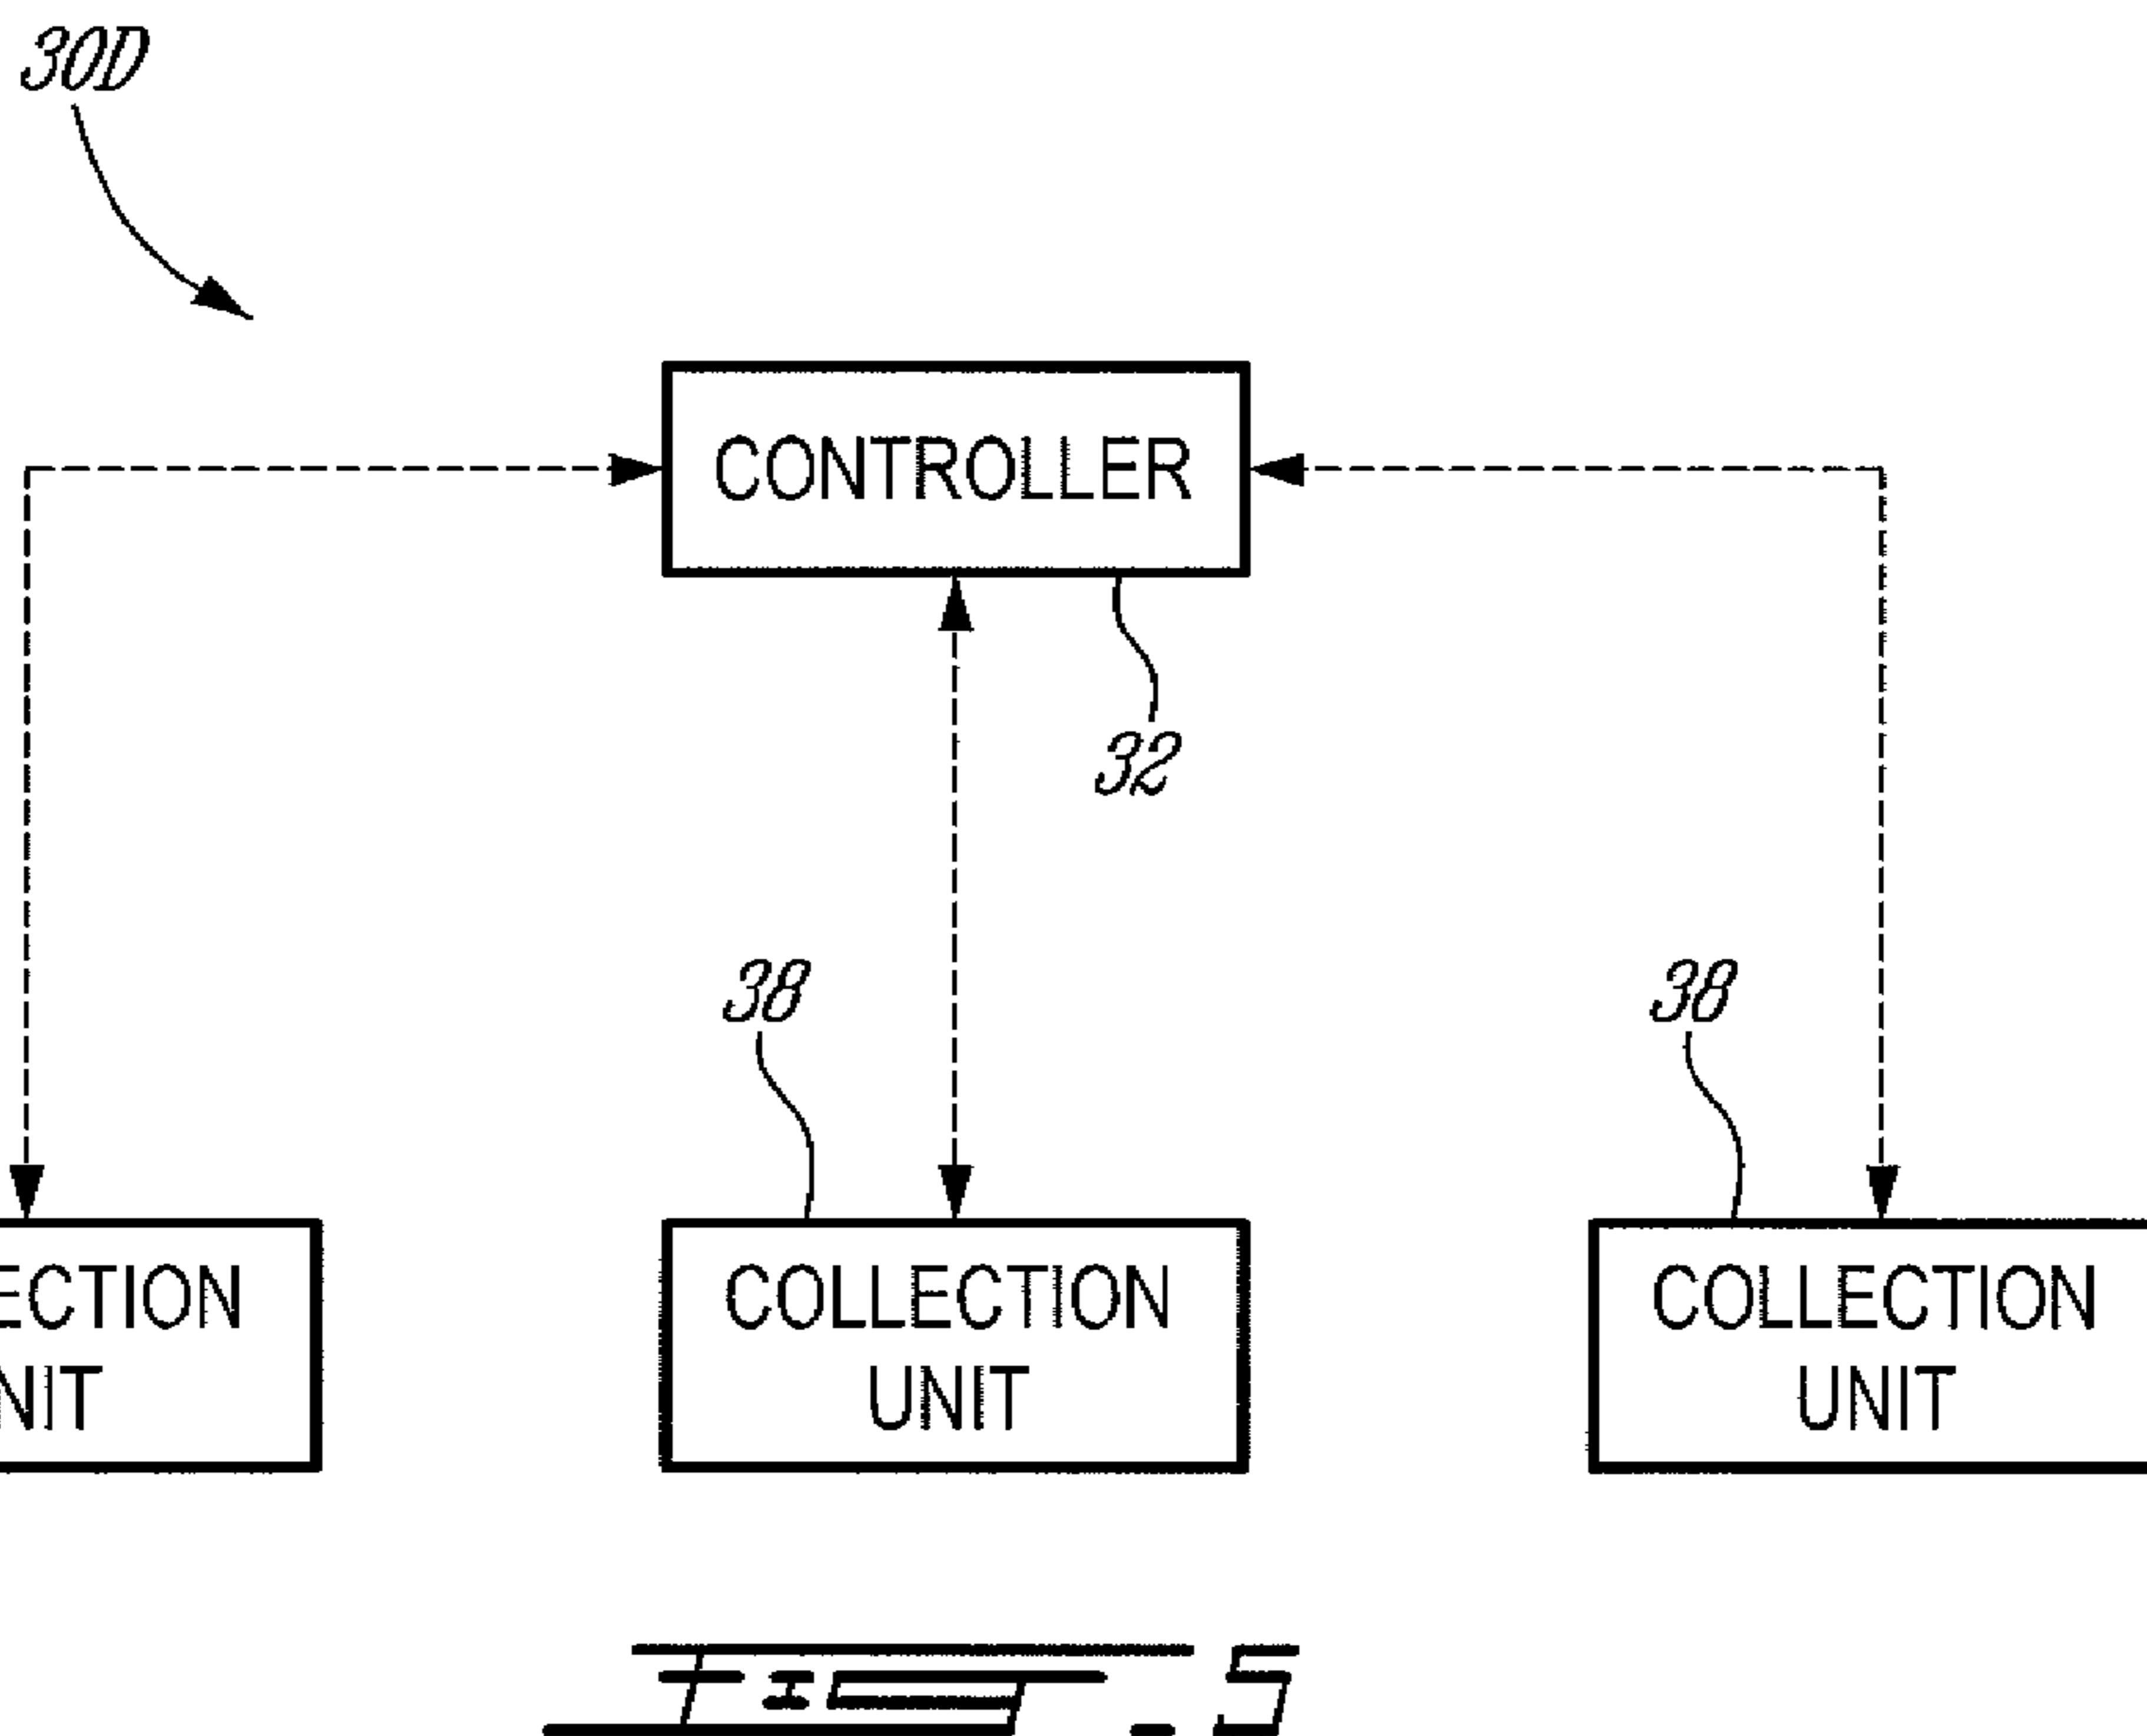 30D
CONTROLLER
32
38
38
ECTION
NIT
COLLECTION
UNIT
COLLECTION
UNIT
Fig. 5